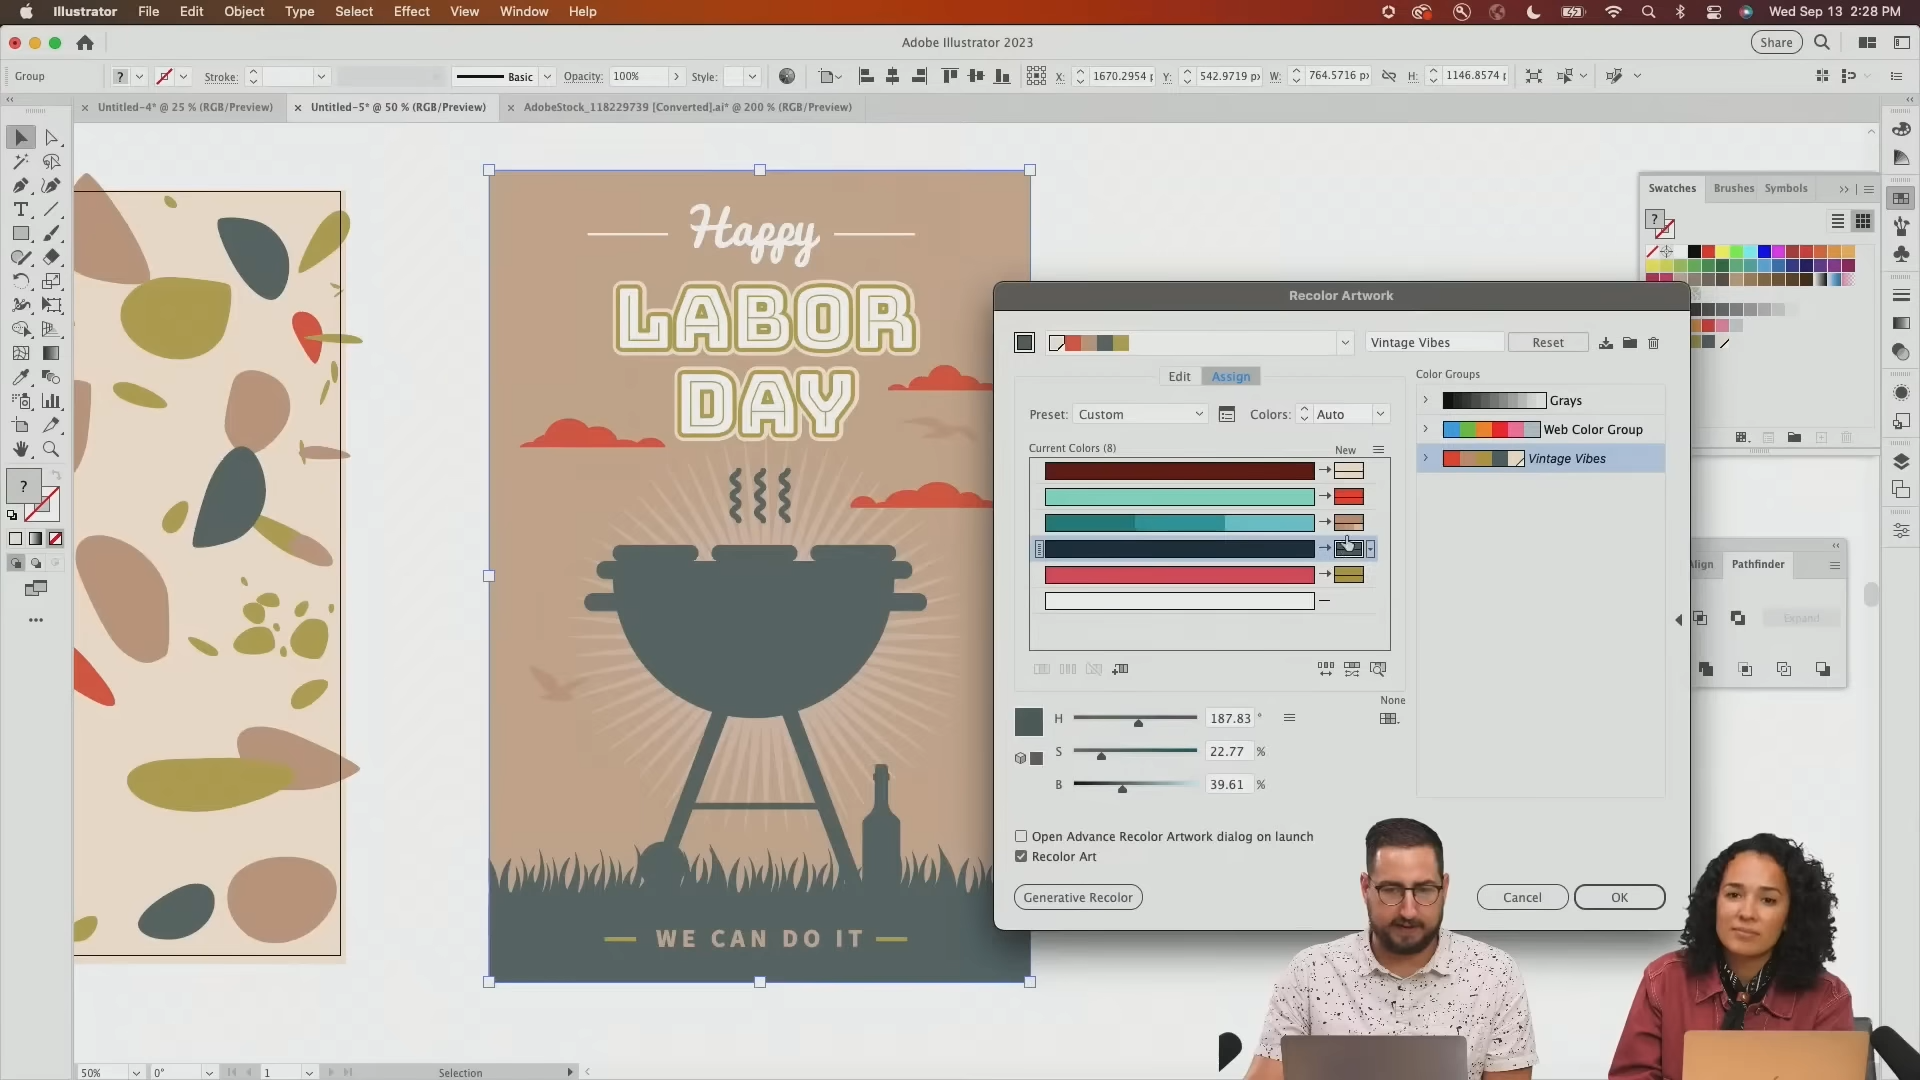 Illustrator File Edit Object Type Select Effect View Window Help
Wed Sep 13 2:28 PM
Adobe Illustrator 2023
Share
Group
?
Stroke:
Basic
Opacity: 100%
Style:
X: 1670.2954 p
Y: 542.9719 px
W: 764.5716 px
H: 1146.8574 p
× Untitled-4* @ 25 % (RGB/Preview)
× Untitled-5* @ 50 % (RGB/Preview)
× AdobeStock_118229739 [Converted].ai* @ 200 % (RGB/Preview)
Swatches Brushes Symbols
?
Happy
LABOR
DAY
WE CAN DO IT
Recolor Artwork
Vintage Vibes
Reset
Edit Assign
Color Groups
Preset: Custom
Colors: Auto
Grays
Web Color Group
Vintage Vibes
Current Colors (8)
New
None
H 187.83 °
S 22.77 %
B 39.61 %
Open Advance Recolor Artwork dialog on launch
Recolor Art
Generative Recolor
Cancel
OK
Pathfinder
Expand
?
50%
0°
1
Selection